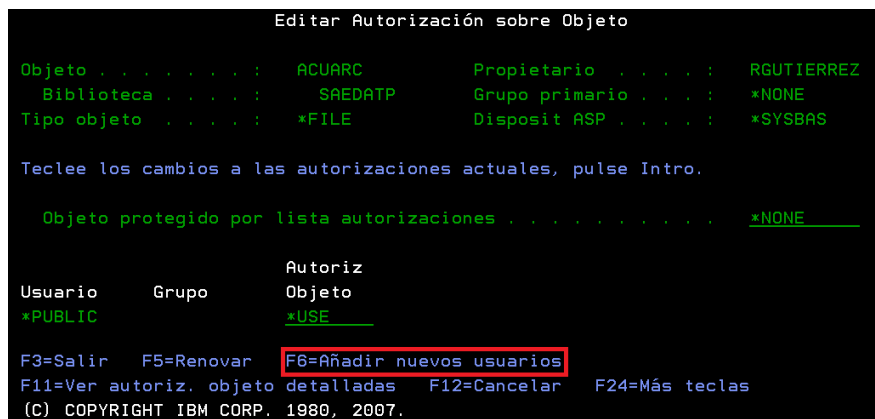 Editar Autorización sobre Objeto
Objeto . . . . . . . : ACUARC Propietario . . . . : RGUTIERREZ
Biblioteca . . . . : SAEDATP Grupo primario . . . : *NONE
Tipo objeto . . . . : *FILE Disposit ASP . . . . : *SYSBAS
Teclee los cambios a las autorizaciones actuales, pulse Intro.
Objeto protegido por lista autorizaciones . . . . . . . . . . *NONE
Autoriz
Usuario Grupo Objeto
*PUBLIC *USE
F3=Salir F5=Renovar F6=Añadir nuevos usuarios
F11=Ver autoriz. objeto detalladas F12=Cancelar F24=Más teclas
(C) COPYRIGHT IBM CORP. 1980, 2007.